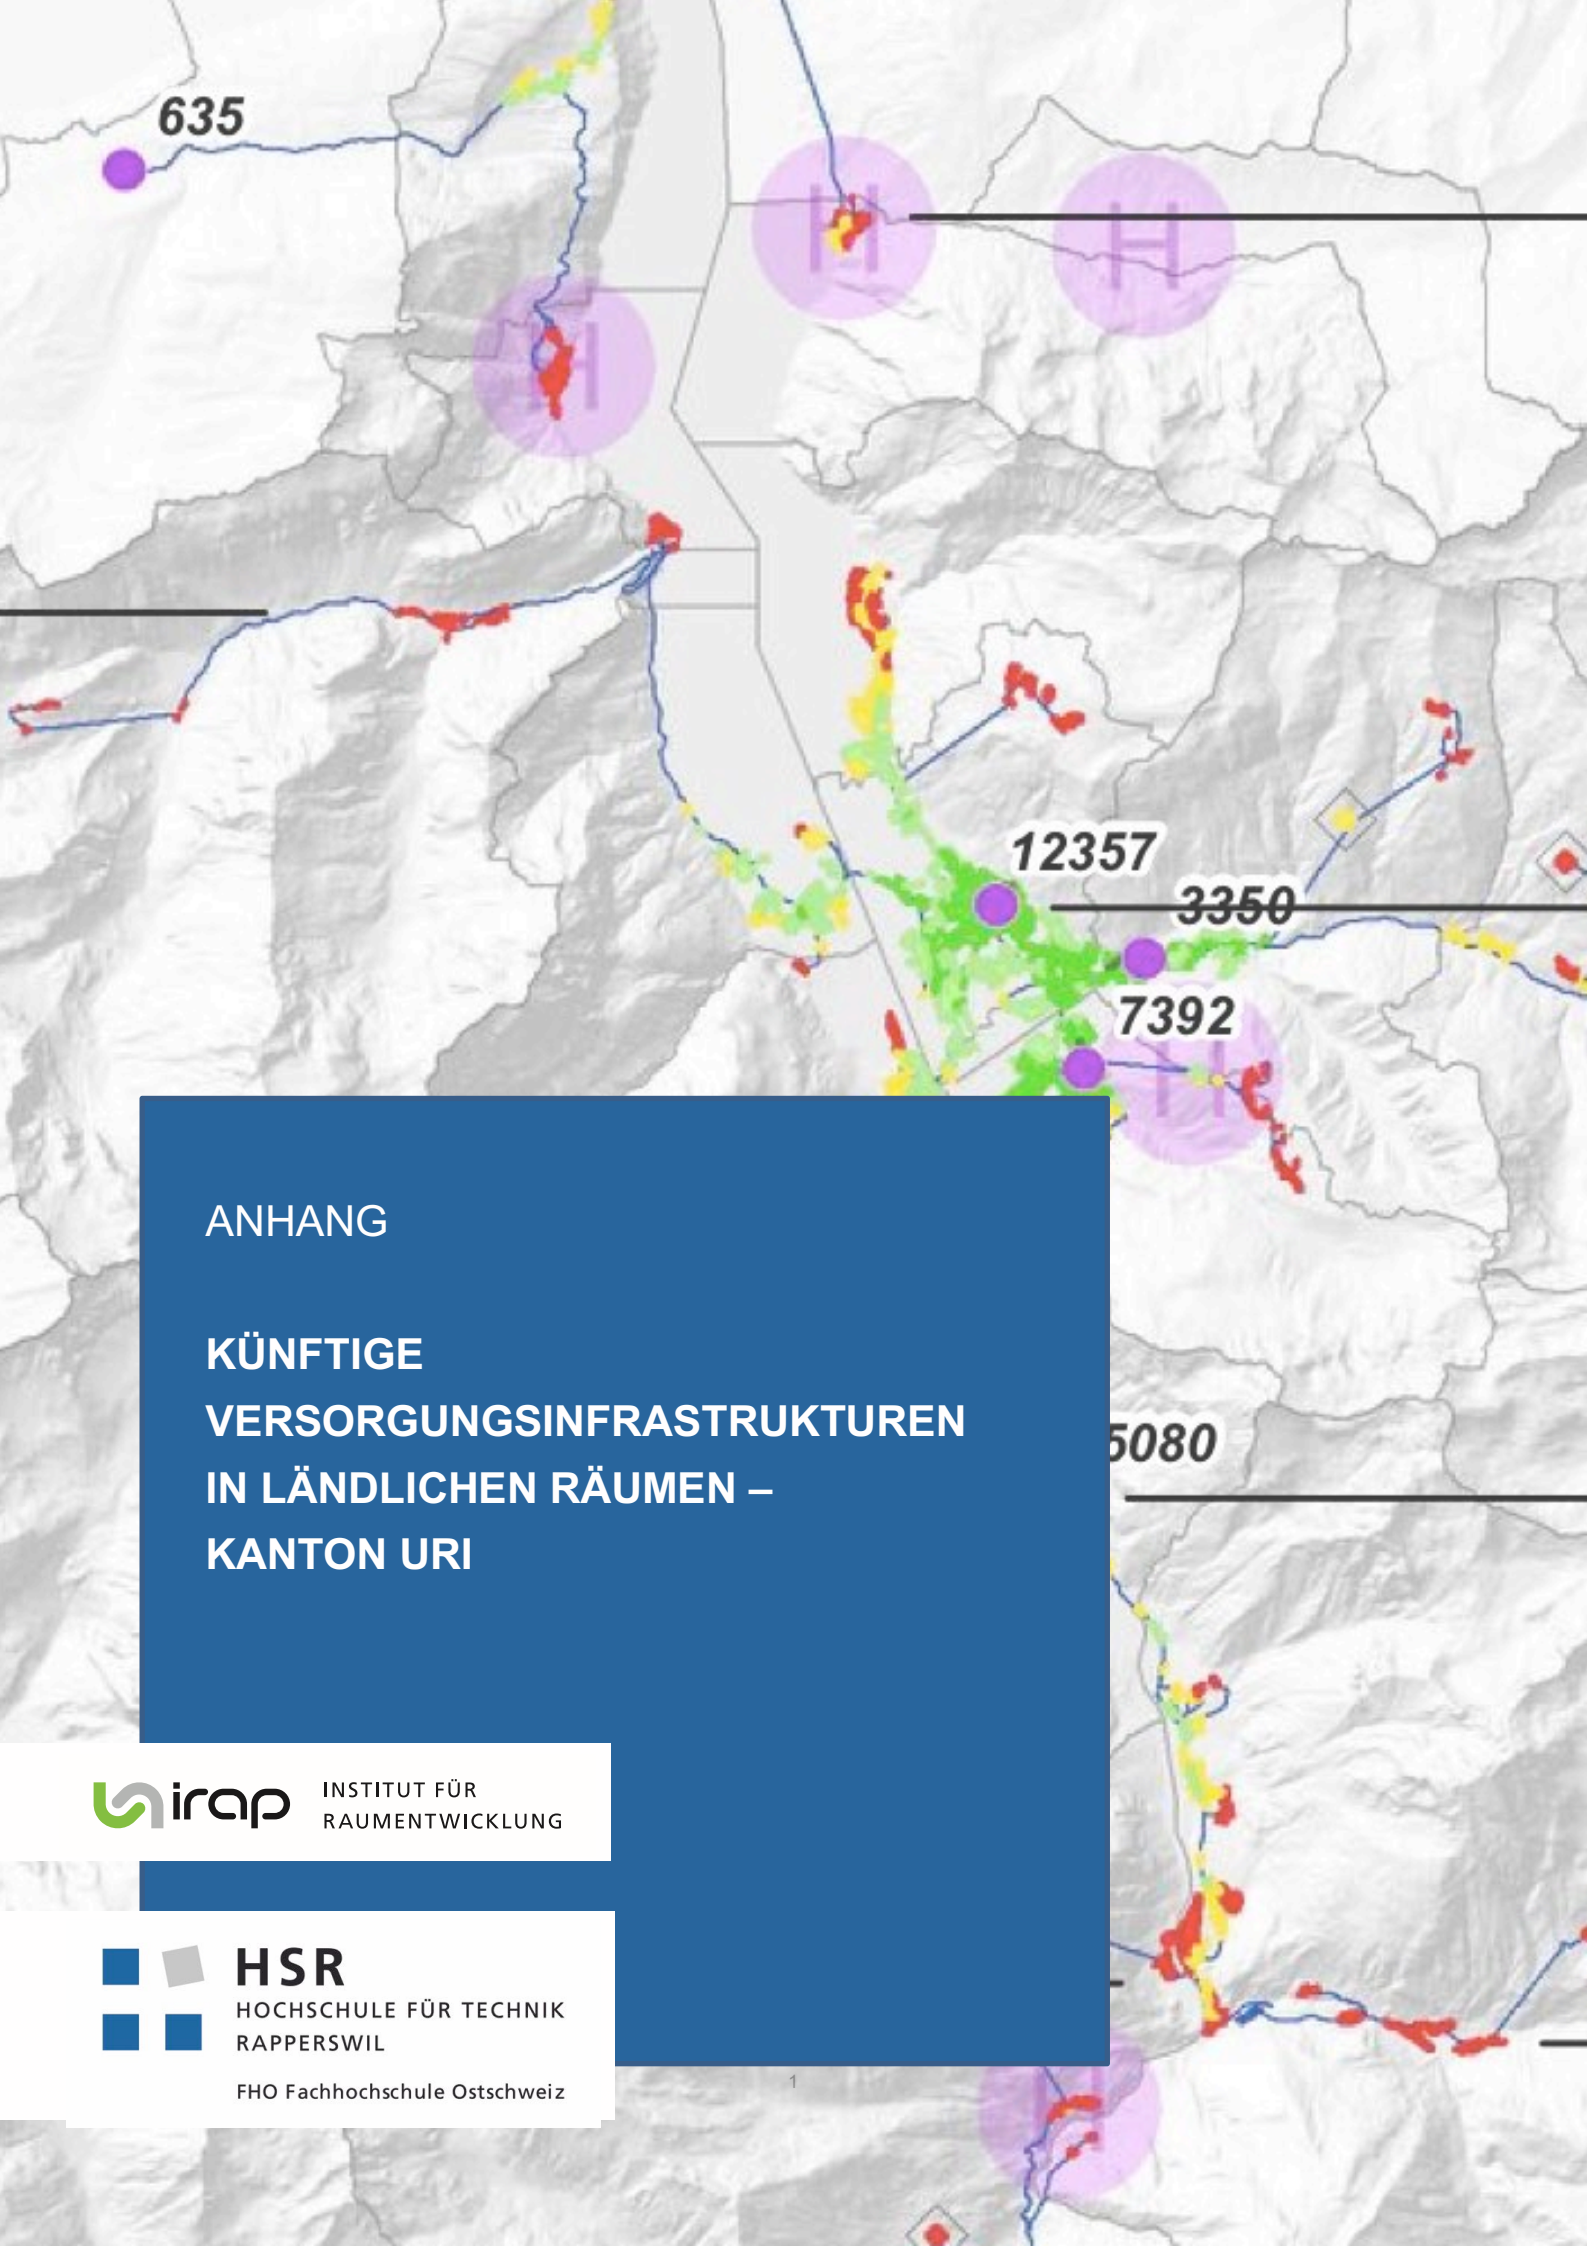 635
H
H
H
12357
3350
7392
H
ANHANG
KÜNFTIGE
VERSORGUNGSINFRASTRUKTUREN
IN LÄNDLICHEN RÄUMEN –
KANTON URI
5080
irap
INSTITUT FÜR
RAUMENTWICKLUNG
HSR
HOCHSCHULE FÜR TECHNIK
RAPPERSWIL
FHO Fachhochschule Ostschweiz
1
H